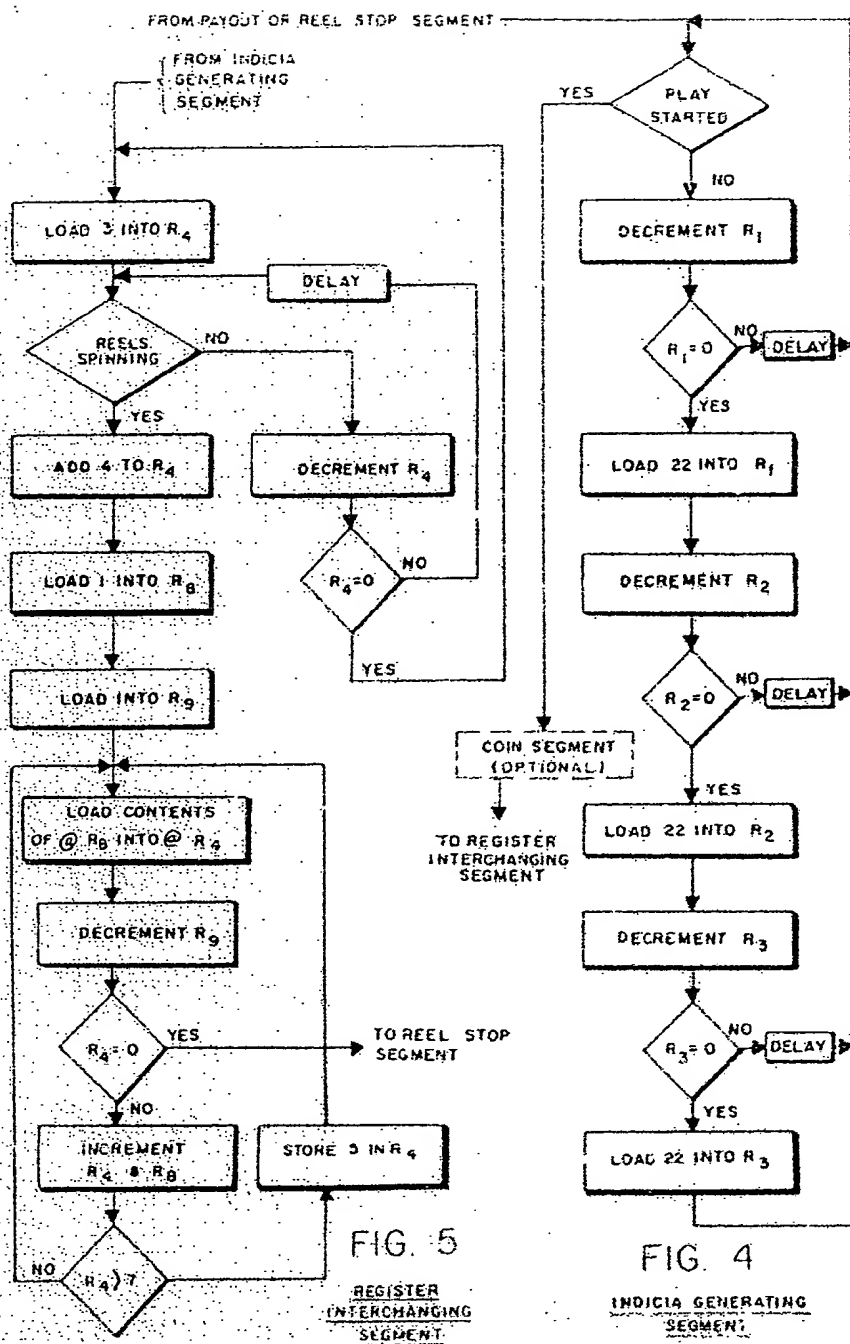 FROM PAYOUT OR REEL STOP SEGMENT
FROM INDICIA
GENERATING
SEGMENT
LOAD 3 INTO R4
DELAY
REELS
SPINNING
NO
YES
ADD 4 TO R4
DECREMENT R4
LOAD 1 INTO R8
R4=0
NO
YES
LOAD INTO R9
LOAD CONTENTS
OF @ R8 INTO @ R4
DECREMENT R9
R4=0
YES
TO REEL STOP
SEGMENT
NO
INCREMENT
R4 & R8
STORE 5 IN R4
R4>7
NO
FIG. 5
REGISTER
INTERCHANGING
SEGMENT
PLAY
STARTED
YES
NO
DECREMENT R1
R1=0
NO
DELAY
YES
LOAD 22 INTO R1
DECREMENT R2
R2=0
NO
DELAY
YES
COIN SEGMENT
(OPTIONAL)
TO REGISTER
INTERCHANGING
SEGMENT
LOAD 22 INTO R2
DECREMENT R3
R3=0
NO
DELAY
YES
LOAD 22 INTO R3
FIG. 4
INDICIA GENERATING
SEGMENT